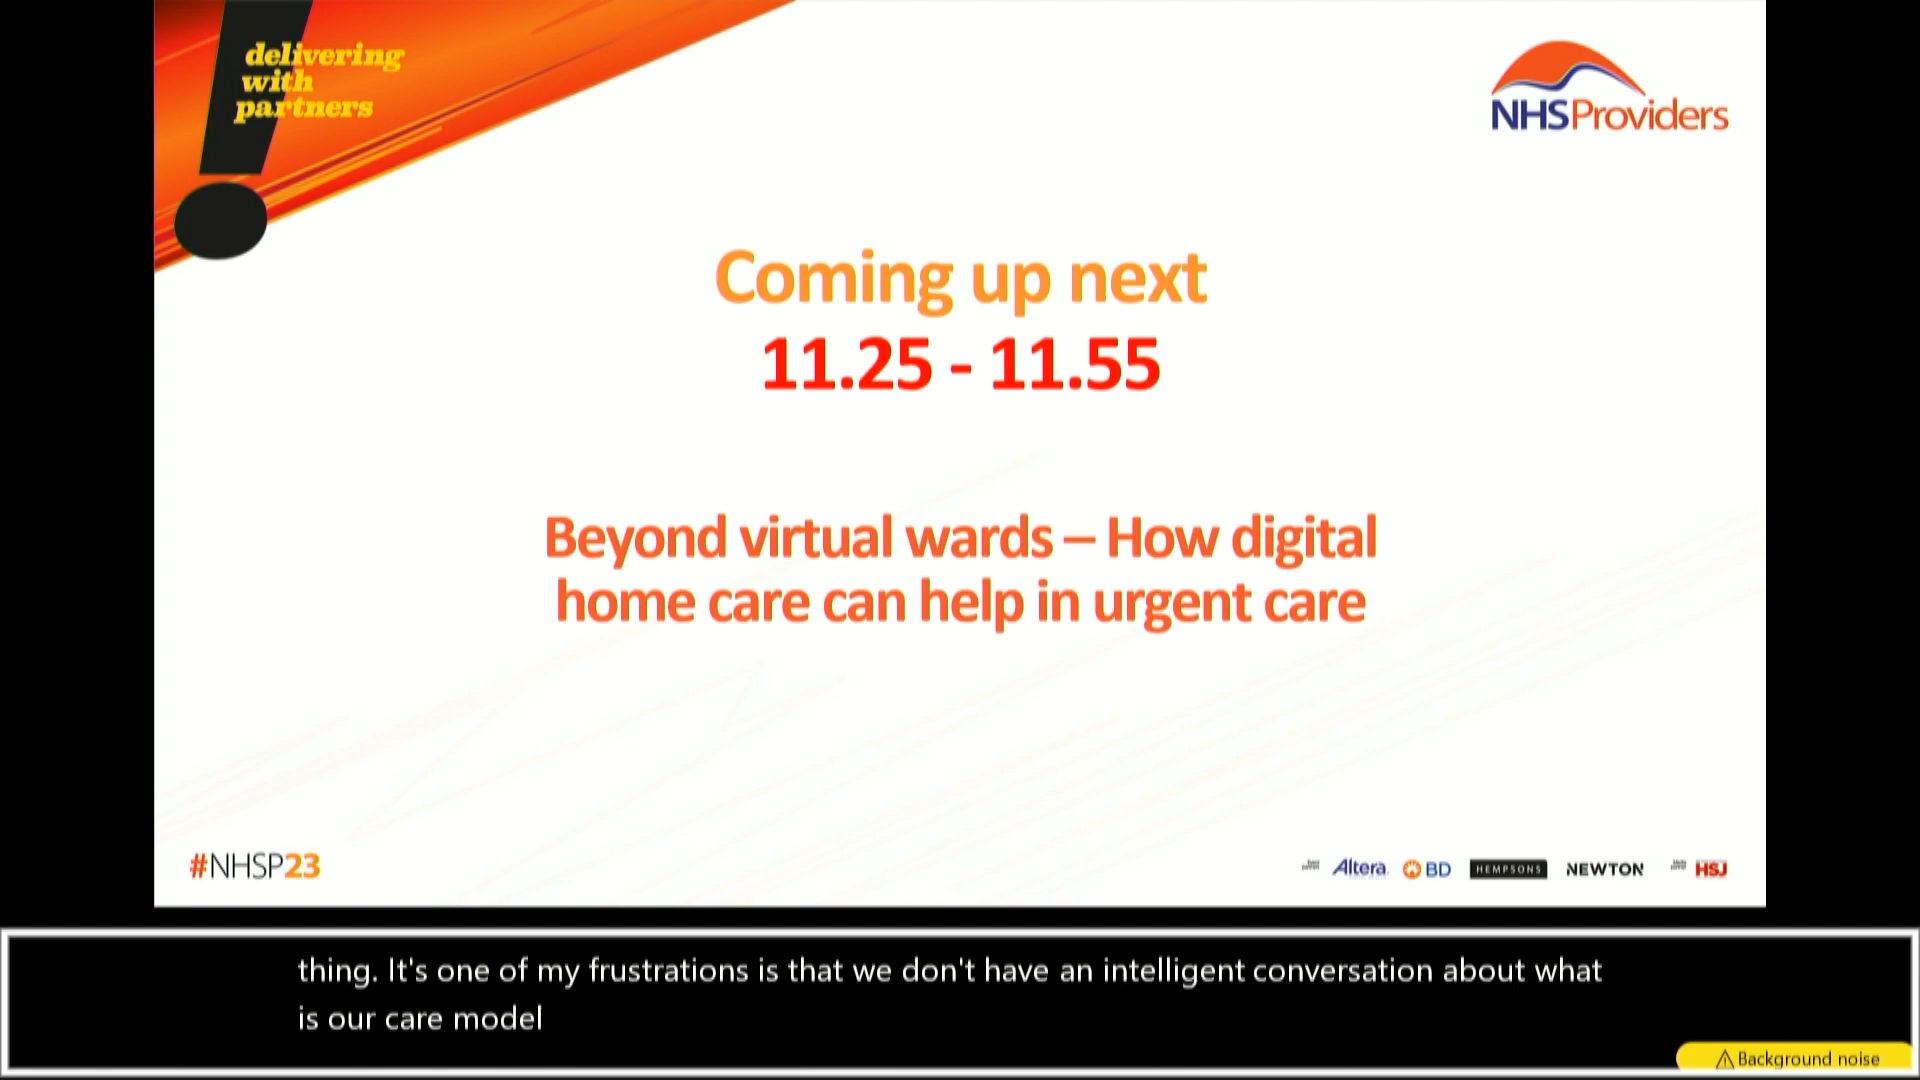 delivering
with
partners
NHSProviders
Coming up next
11.25 - 11.55
Beyond virtual wards – How digital
home care can help in urgent care
#NHSP23
Altera
BD
HEMPSONS
NEWTON
HSJ
thing. It's one of my frustrations is that we don't have an intelligent conversation about what
is our care model
Background noise